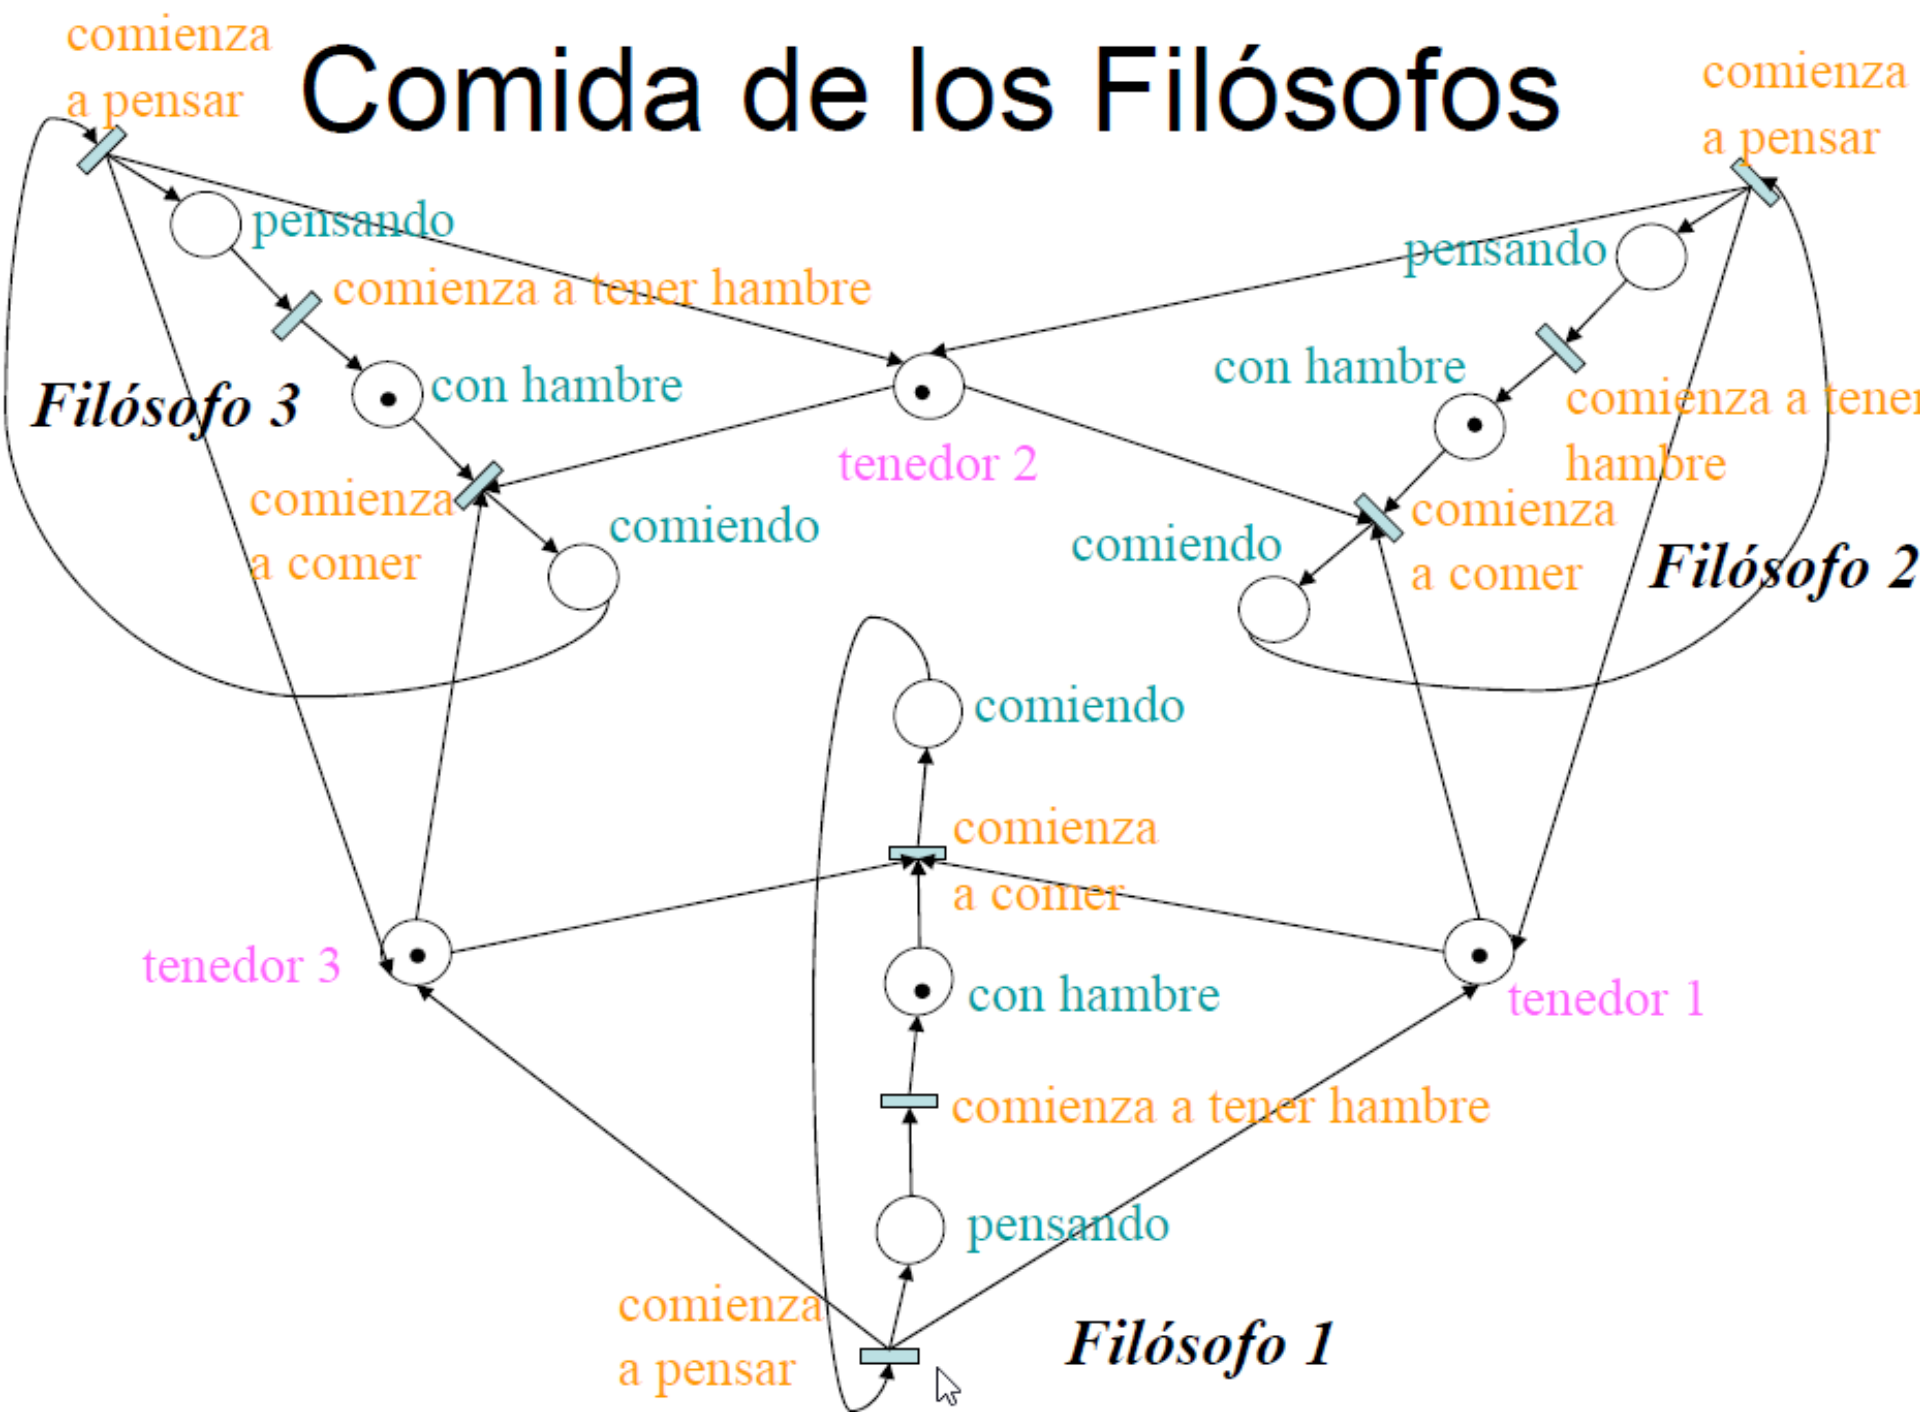 comienza
a pensar
Comida de los Filósofos
comienza
a pensar
pensando
comienza a tener hambre
con hambre
Filósofo 3
comienza
a comer
comiendo
tenedor 2
pensando
con hambre
comienza a tener
hambre
comienza
a comer
comiendo
Filósofo 2
comiendo
comienza
a comer
tenedor 3
con hambre
tenedor 1
comienza a tener hambre
pensando
comienza
a pensar
Filósofo 1